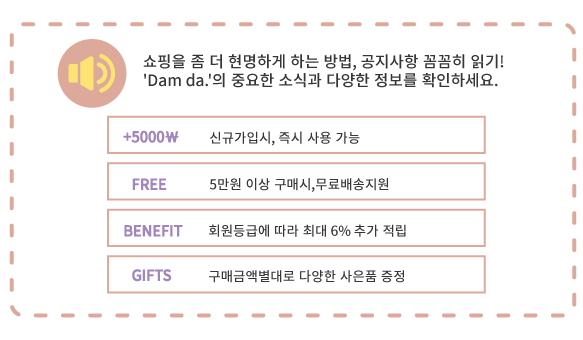 쇼핑을 좀 더 현명하게 하는 방법, 공지사항 꼼꼼히 읽기!
'Dam da.'의 중요한 소식과 다양한 정보를 확인하세요.
+5000₩ 신규가입시, 즉시 사용 가능
FREE 5만원 이상 구매시,무료배송지원
BENEFIT 회원등급에 따라 최대 6% 추가 적립
GIFTS 구매금액별대로 다양한 사은품 증정